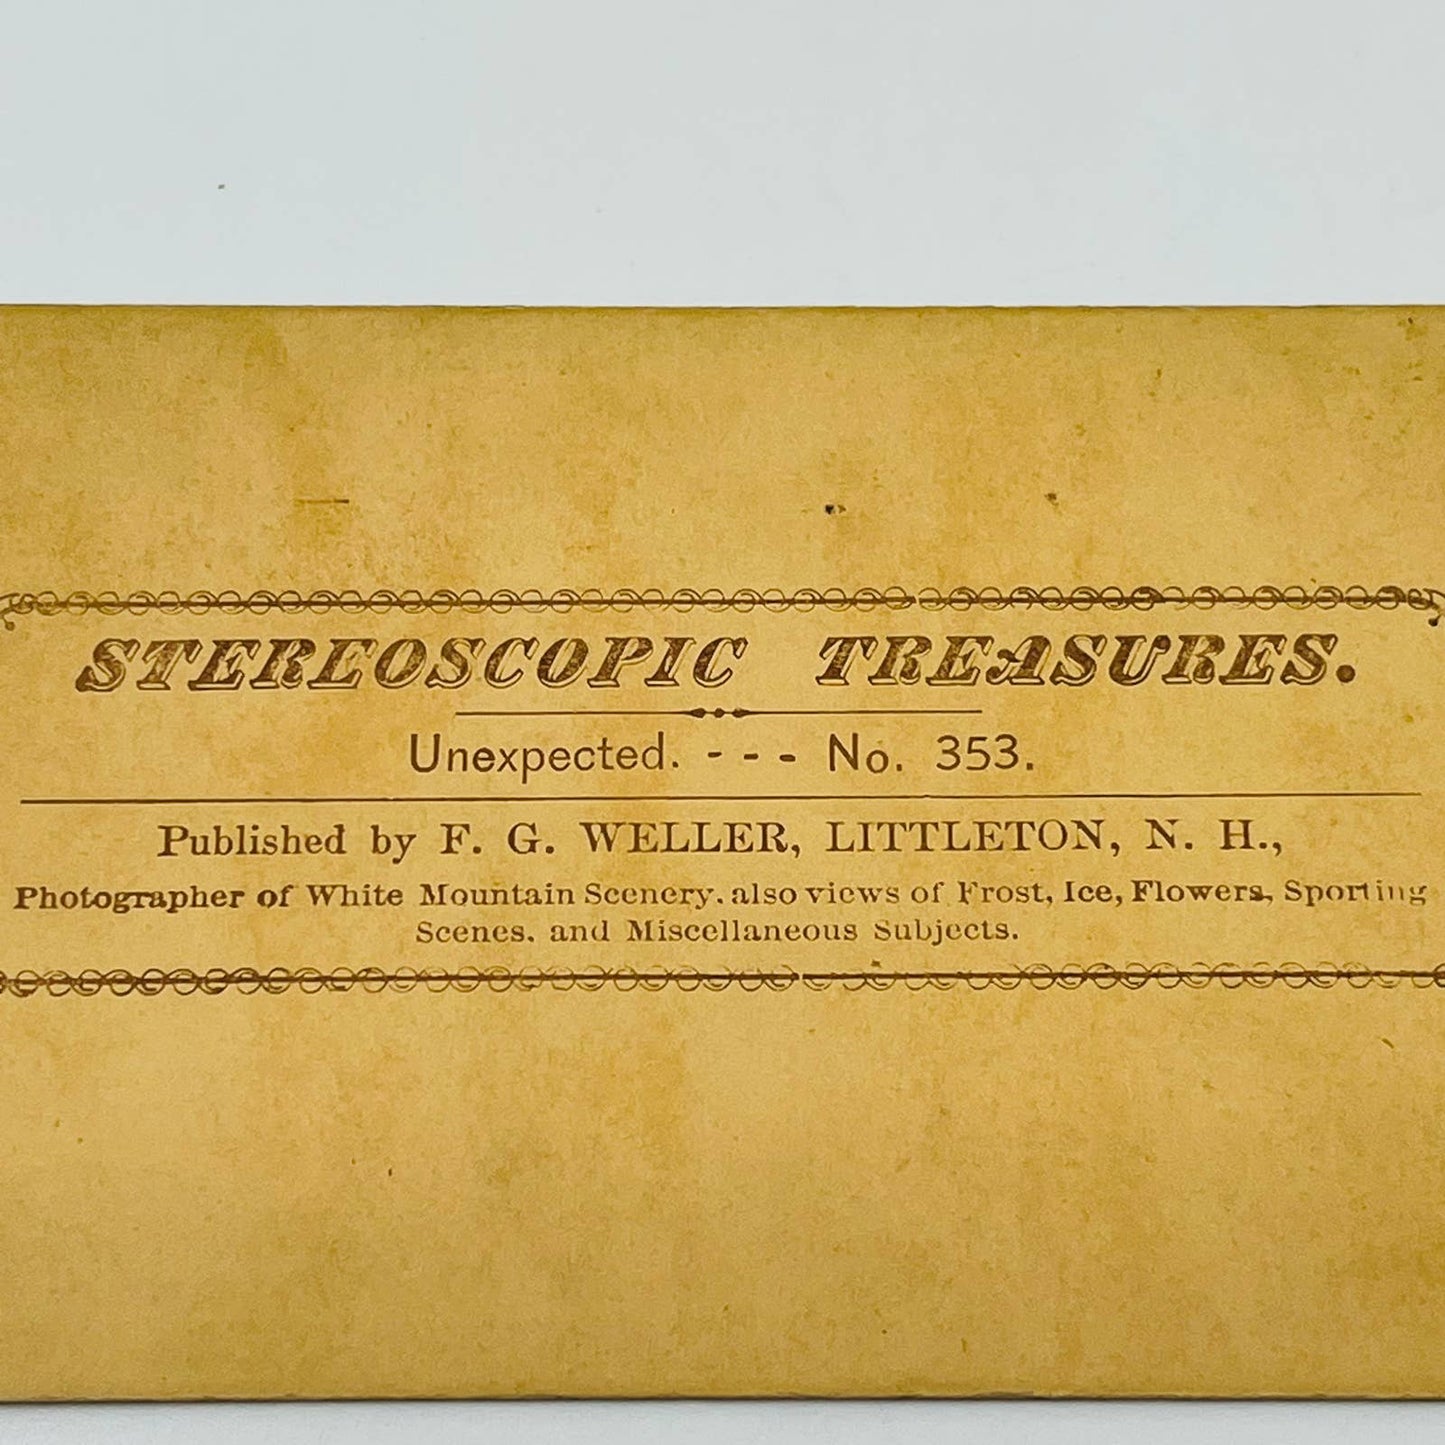 STEREOSCOPIC TREASURES.
Unexpected. - - - No. 353.
Published by F. G. WELLER, LITTLETON, N. H.,
Photographer of White Mountain Scenery. also views of Frost, Ice, Flowers, Sporting
Scenes. and Miscellaneous Subjects.